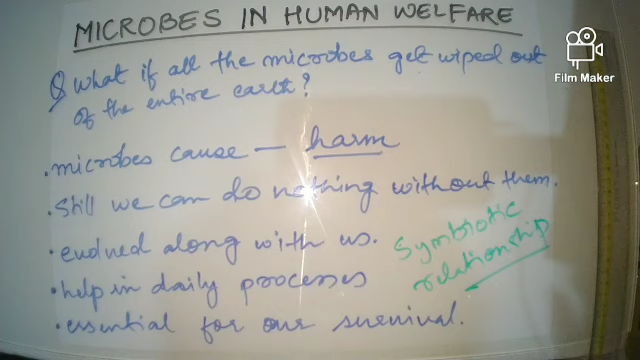 MICROBES IN HUMAN WELFARE
Q What if all the microbes get wiped out
of the entire earth?
Film Maker
• microbes cause — harm
• still we can do nothing without them.
• evolved along with us.
Symbiotic
relationship
• help in daily processes
• essential for our survival.